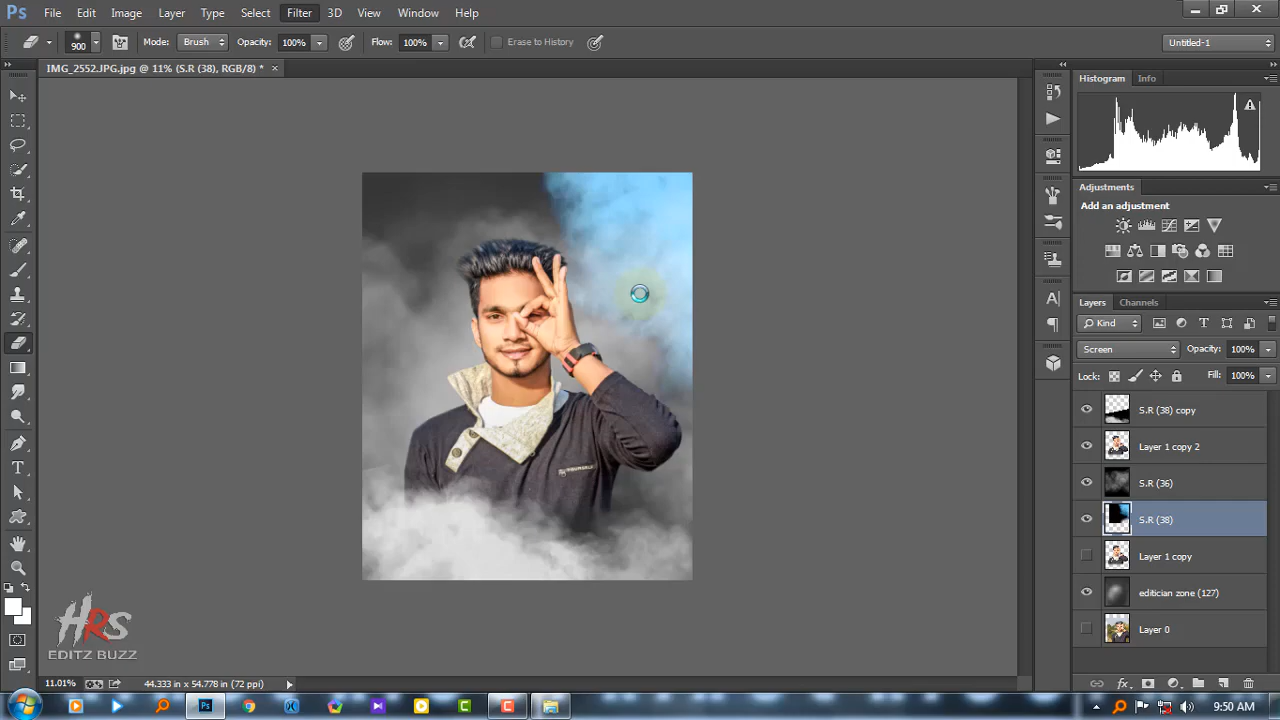 Ps File Edit Image Layer Type Select Filter 3D View Window Help
900 Mode: Brush Opacity: 100% Flow: 100% Erase to History Untitled-1
IMG_2552.JPG.jpg @ 11% (S.R (38), RGB/8) * ×
Histogram Info
Adjustments
Add an adjustment
Layers Channels
Kind
Screen Opacity: 100%
Lock: Fill: 100%
S.R (38) copy
Layer 1 copy 2
S.R (36)
S.R (38)
Layer 1 copy
editician zone (127)
Layer 0
HRS
EDITZ BUZZ
11.01% 44.333 in x 54.778 in (72 ppi)
9:50 AM